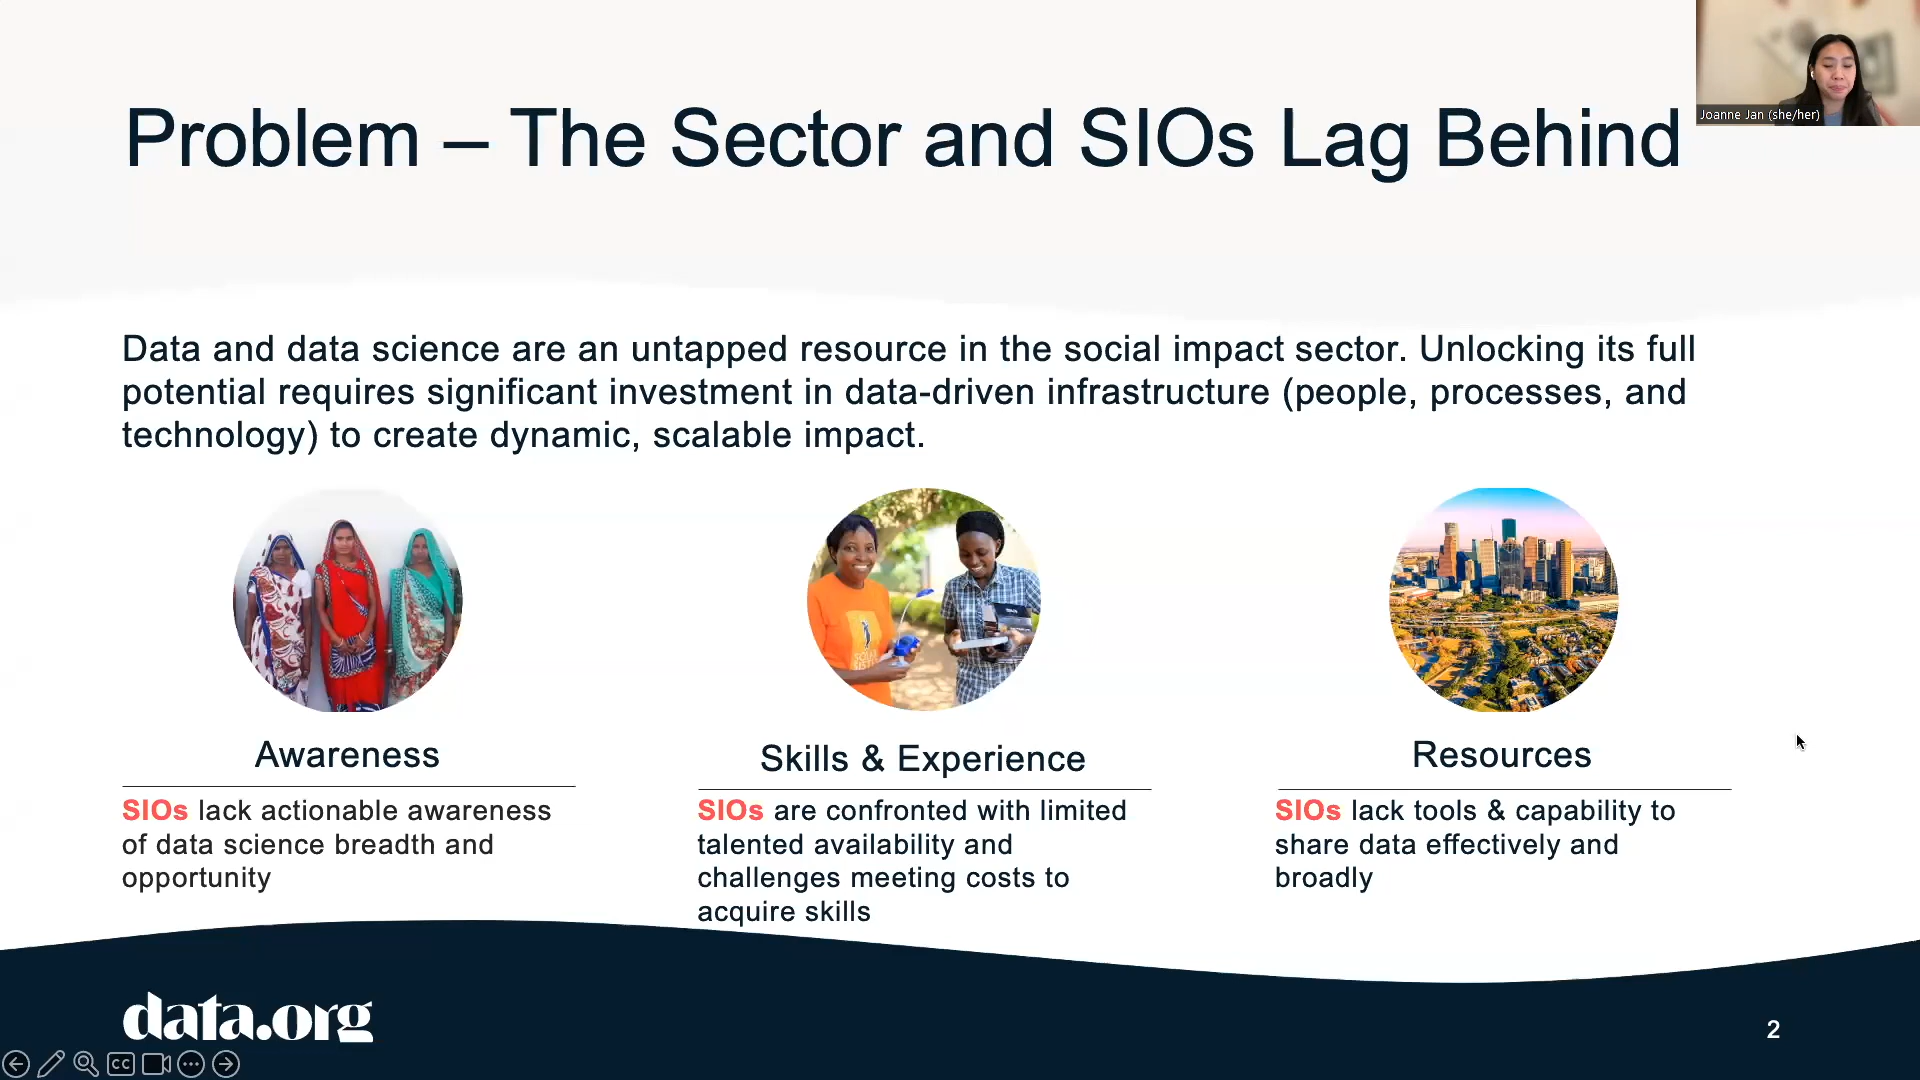 Problem – The Sector and SIOs Lag Behind
Joanne Jan (she/her)
Data and data science are an untapped resource in the social impact sector. Unlocking its full
potential requires significant investment in data-driven infrastructure (people, processes, and
technology) to create dynamic, scalable impact.
Awareness
SIOs lack actionable awareness
of data science breadth and
opportunity
Skills & Experience
SIOs are confronted with limited
talented availability and
challenges meeting costs to
acquire skills
Resources
SIOs lack tools & capability to
share data effectively and
broadly
data.org
2
CC